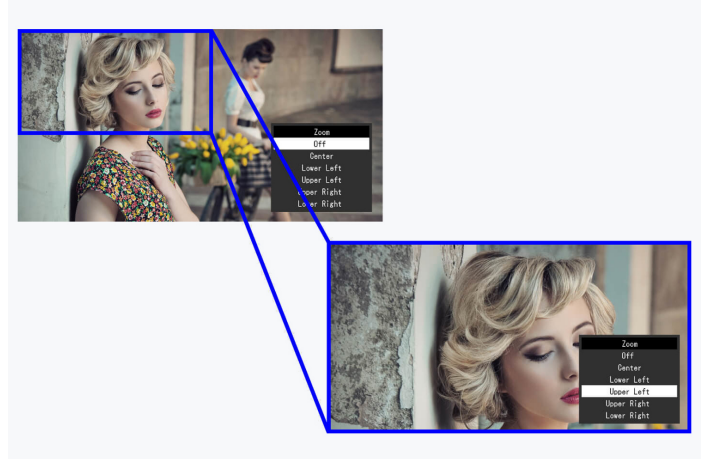 Zoom
Off
Center
Lower Left
Upper Left
Upper Right
Lower Right
Zoom
Off
Center
Lower Left
Upper Left
Upper Right
Lower Right